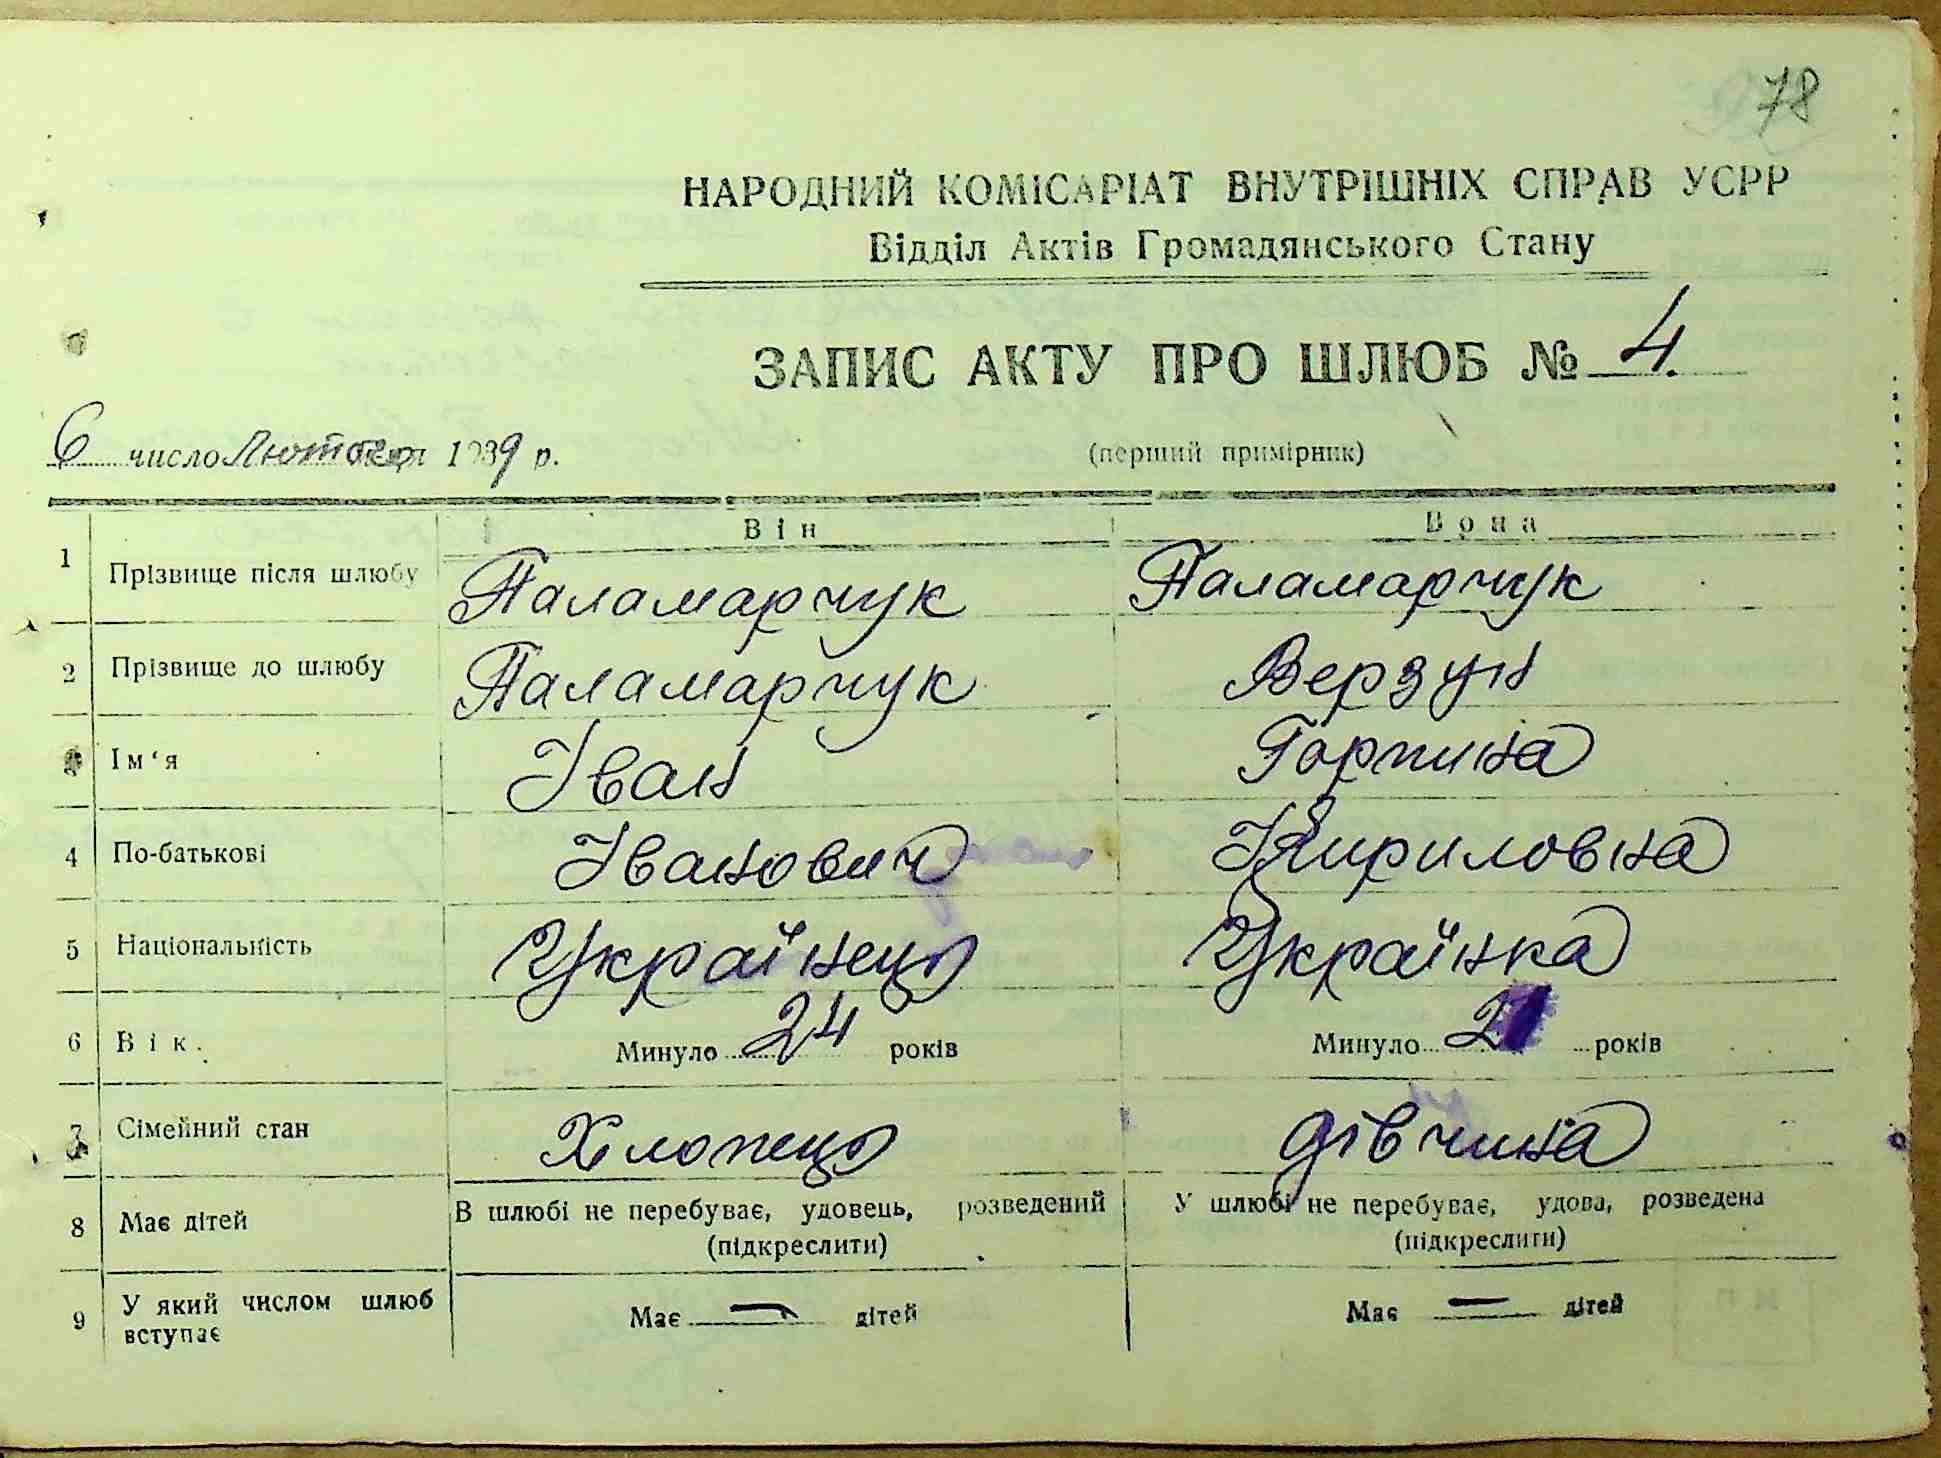 78
НАРОДНИЙ КОМІСАРІАТ ВНУТРІШНІХ СПРАВ УСРР
Відділ Актів Громадянського Стану
ЗАПИС АКТУ ПРО ШЛЮБ № 4.
6 число Лютого 1939 р.
(перший примірник)
Він Вона
1 Прізвище після шлюбу Паламарчук Паламарчук
2 Прізвище до шлюбу Паламарчук Верзун
Ім'я Іван Горпина
4 По-батькові Іванович Кириловна
5 Національність Українець Українка
6 Вік. Минуло 24 років Минуло 21 років
7 Сімейний стан Хлопець дівчина
8 Має дітей В шлюбі не перебуває, удовець, розведений У шлюбі не перебуває, удова, розведена
(підкреслити) (підкреслити)
9 У який числом шлюб вступає Має — дітей Має — дітей